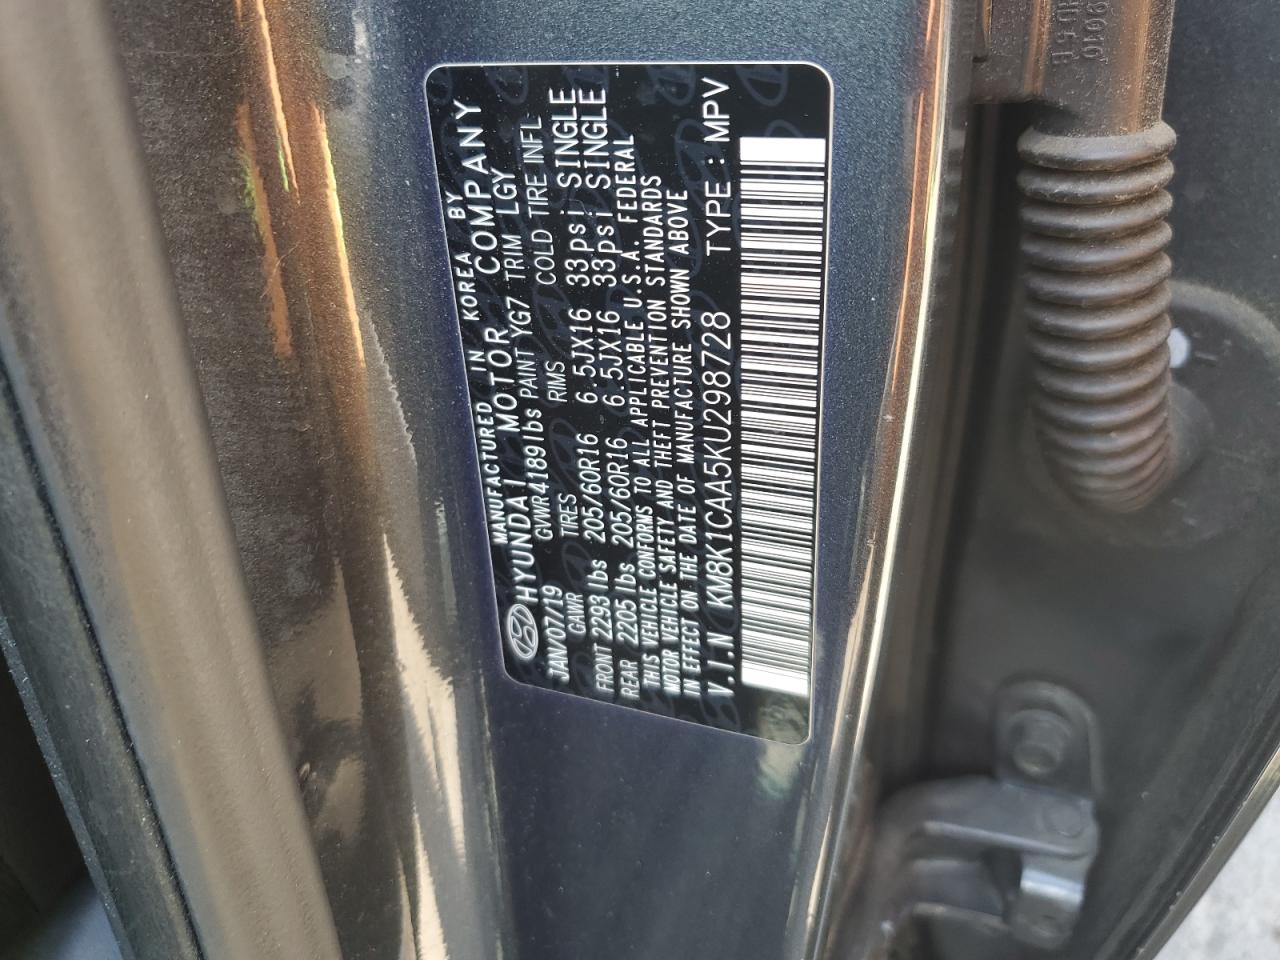 MANUFACTURED IN KOREA BY
HYUNDAI MOTOR COMPANY
JAN/07/19 GVWR 4189 lbs PAINT YG7 TRIM LGY
GAWR TIRES RIMS COLD TIRE INFL
FRONT 2293 lbs 205/60R16 6.5JX16 33psi SINGLE
REAR 2205 lbs 205/60R16 6.5JX16 33psi SINGLE
THIS VEHICLE CONFORMS TO ALL APPLICABLE U.S.A. FEDERAL
MOTOR VEHICLE SAFETY AND THEFT PREVENTION STANDARDS
IN EFFECT ON THE DATE OF MANUFACTURE SHOWN ABOVE
V.I.N KM8K1CAA5KU298728 TYPE: MPV